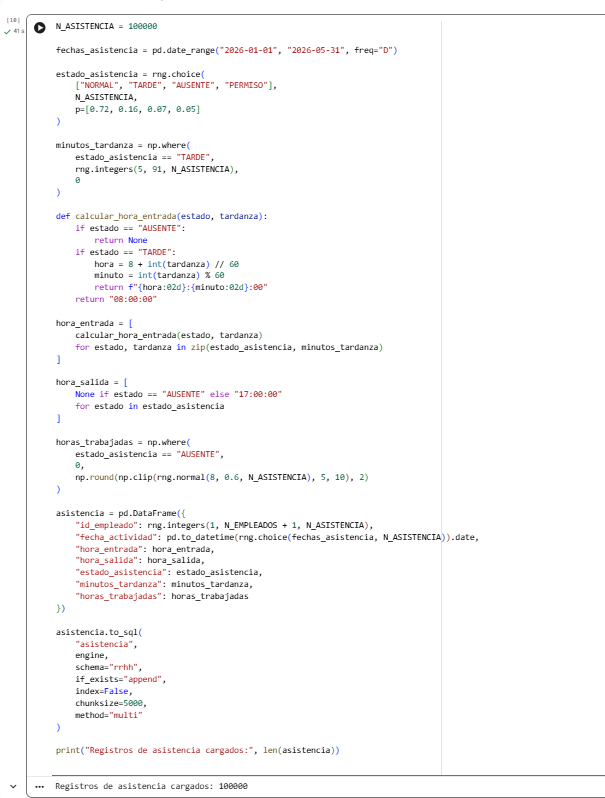 [10]
41 s
N_ASISTENCIA = 100000

fechas_asistencia = pd.date_range("2026-01-01", "2026-05-31", freq="D")

estado_asistencia = rng.choice(
    ["NORMAL", "TARDE", "AUSENTE", "PERMISO"],
    N_ASISTENCIA,
    p=[0.72, 0.16, 0.07, 0.05]
)

minutos_tardanza = np.where(
    estado_asistencia == "TARDE",
    rng.integers(5, 91, N_ASISTENCIA),
    0
)

def calcular_hora_entrada(estado, tardanza):
    if estado == "AUSENTE":
        return None
    if estado == "TARDE":
        hora = 8 + int(tardanza) // 60
        minuto = int(tardanza) % 60
        return f"{hora:02d}:{minuto:02d}:00"
    return "08:00:00"

hora_entrada = [
    calcular_hora_entrada(estado, tardanza)
    for estado, tardanza in zip(estado_asistencia, minutos_tardanza)
]

hora_salida = [
    None if estado == "AUSENTE" else "17:00:00"
    for estado in estado_asistencia
]

horas_trabajadas = np.where(
    estado_asistencia == "AUSENTE",
    0,
    np.round(np.clip(rng.normal(8, 0.6, N_ASISTENCIA), 5, 10), 2)
)

asistencia = pd.DataFrame({
    "id_empleado": rng.integers(1, N_EMPLEADOS + 1, N_ASISTENCIA),
    "fecha_actividad": pd.to_datetime(rng.choice(fechas_asistencia, N_ASISTENCIA)).date,
    "hora_entrada": hora_entrada,
    "hora_salida": hora_salida,
    "estado_asistencia": estado_asistencia,
    "minutos_tardanza": minutos_tardanza,
    "horas_trabajadas": horas_trabajadas
})

asistencia.to_sql(
    "asistencia",
    engine,
    schema="rrhh",
    if_exists="append",
    index=False,
    chunksize=5000,
    method="multi"
)

print("Registros de asistencia cargados:", len(asistencia))

Registros de asistencia cargados: 100000